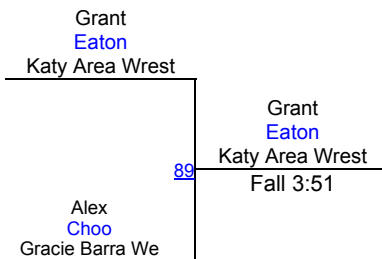 Grant
Eaton
Katy Area Wrest
Grant
Eaton
Katy Area Wrest
89
Fall 3:51
Alex
Choo
Gracie Barra We